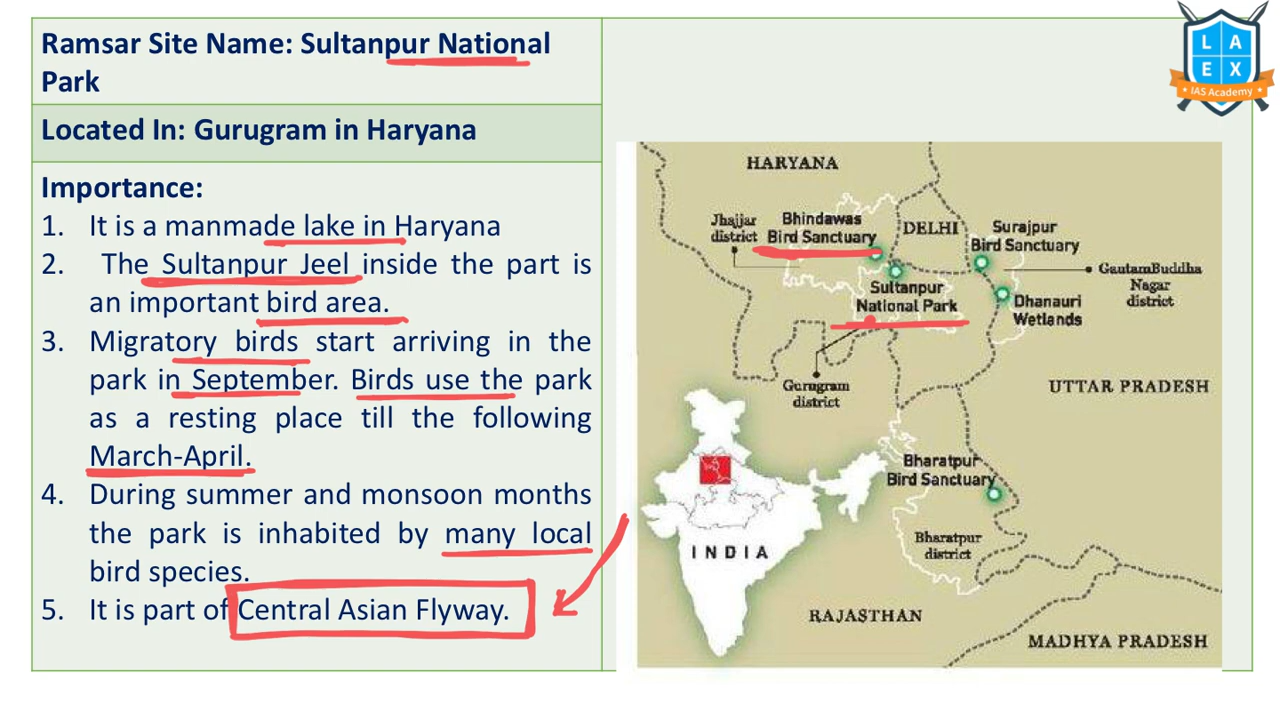 Ramsar Site Name: Sultanpur National
Park
Located In: Gurugram in Haryana
Importance:
1. It is a manmade lake in Haryana
2. The Sultanpur Jeel inside the part is
an important bird area.
3. Migratory birds start arriving in the
park in September. Birds use the park
as a resting place till the following
March-April.
4. During summer and monsoon months
the park is inhabited by many local
bird species.
5. It is part of Central Asian Flyway.
L A
E X
IAS Academy
HARYANA
Jhajjar
district
Bhindawas
Bird Sanctuary
DELHI
Surajpur
Bird Sanctuary
GautamBuddha
Nagar
district
Sultanpur
National Park
Dhanauri
Wetlands
Gurugram
district
UTTAR PRADESH
Bharatpur
Bird Sanctuary
Bharatpur
district
INDIA
RAJASTHAN
MADHYA PRADESH